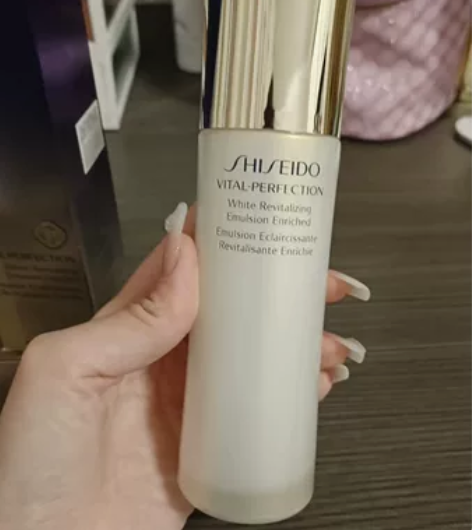 SHISEIDO
VITAL-PERFECTION
White Revitalizing
Emulsion Enriched
Emulsion Eclaircissante
Revitalisante Enrichie